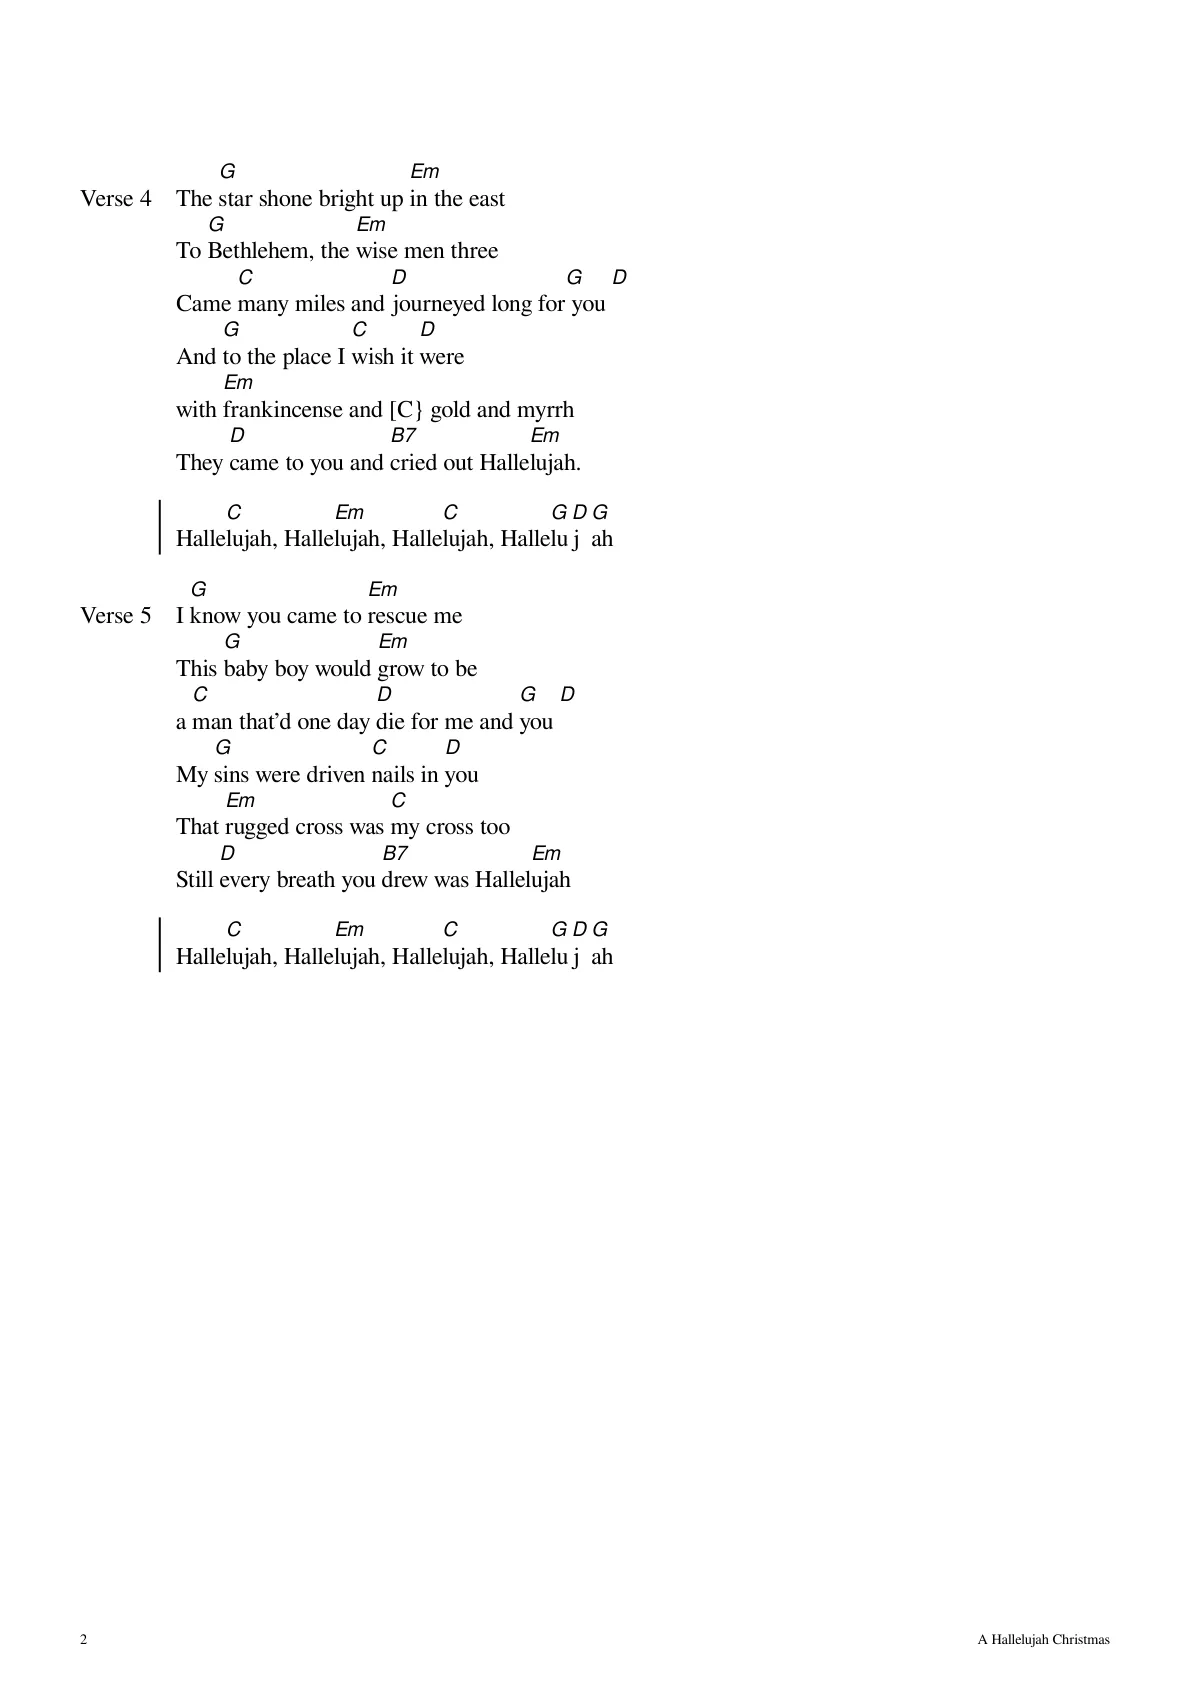 G Em
Verse 4 The star shone bright up in the east
G Em
To Bethlehem, the wise men three
C D G D
Came many miles and journeyed long for you
G C D
And to the place I wish it were
Em
with frankincense and [C} gold and myrrh
D B7 Em
They came to you and cried out Hallelujah.
C Em C G D G
Hallelujah, Hallelujah, Hallelujah, Hallelu j ah
G Em
Verse 5 I know you came to rescue me
G Em
This baby boy would grow to be
C D G D
a man that'd one day die for me and you
G C D
My sins were driven nails in you
Em C
That rugged cross was my cross too
D B7 Em
Still every breath you drew was Hallelujah
C Em C G D G
Hallelujah, Hallelujah, Hallelujah, Hallelu j ah
2 A Hallelujah Christmas